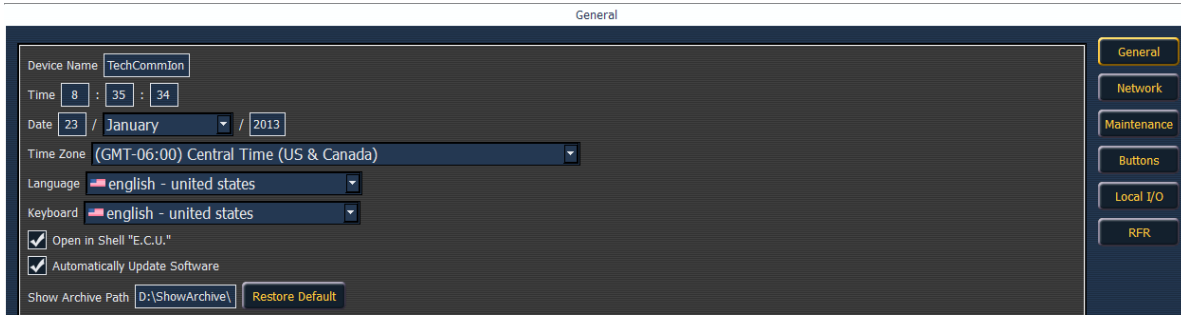 General
Device Name TechCommIon
Time 8 : 35 : 34
Date 23 / January / 2013
Time Zone (GMT-06:00) Central Time (US & Canada)
Language english - united states
Keyboard english - united states
Open in Shell "E.C.U."
Automatically Update Software
Show Archive Path D:\ShowArchive\ Restore Default
General
Network
Maintenance
Buttons
Local I/O
RFR